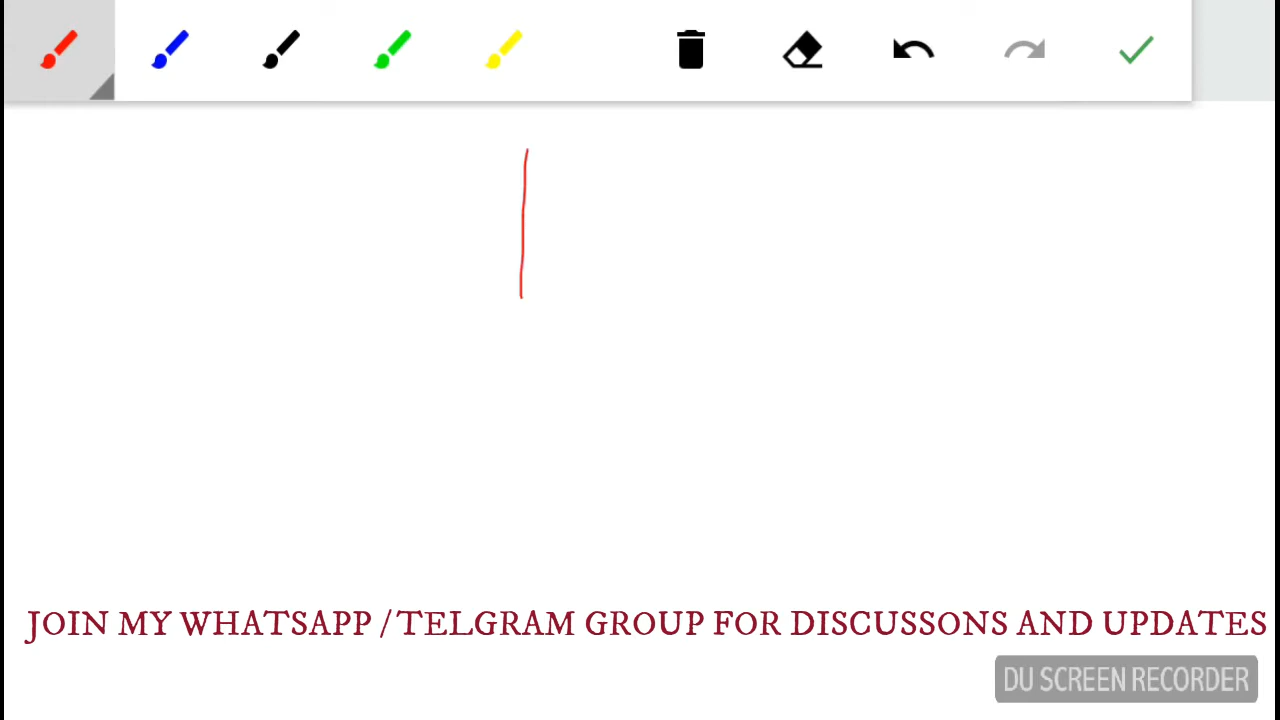 JOIN MY WHATSAPP / TELGRAM GROUP FOR DISCUSSONS AND UPDATES
DU SCREEN RECORDER